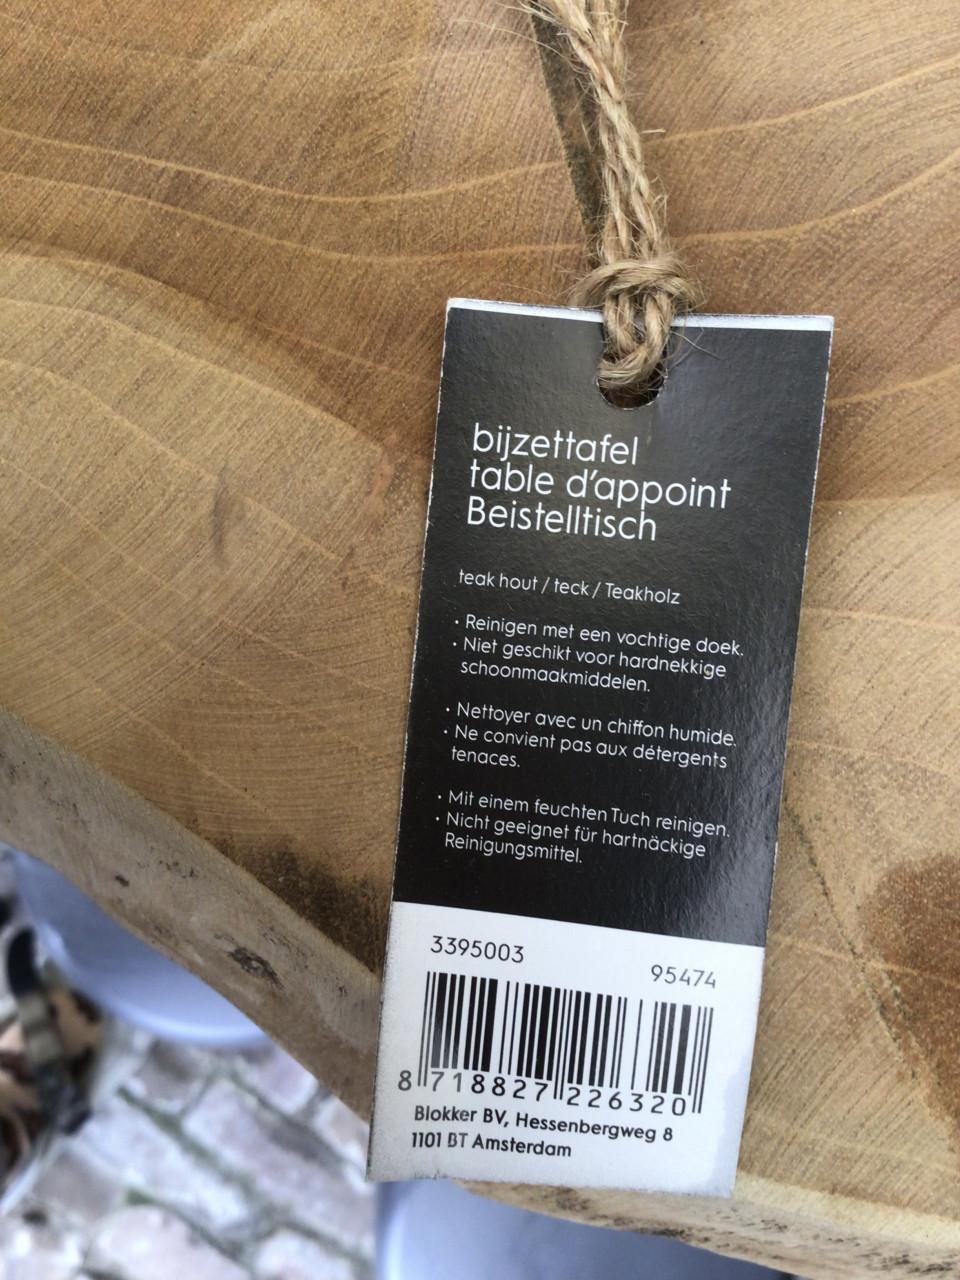 bijzettafel
table d'appoint
Beistelltisch
teak hout / teck / Teakholz
• Reinigen met een vochtige doek.
• Niet geschikt voor hardnekkige
schoonmaakmiddelen.
• Nettoyer avec un chiffon humide.
• Ne convient pas aux détergents
tenaces.
• Mit einem feuchten Tuch reinigen.
• Nicht geeignet für hartnäckige
Reinigungsmittel.
3395003
95474
8 718827 226320
Blokker BV, Hessenbergweg 8
1101 BT Amsterdam